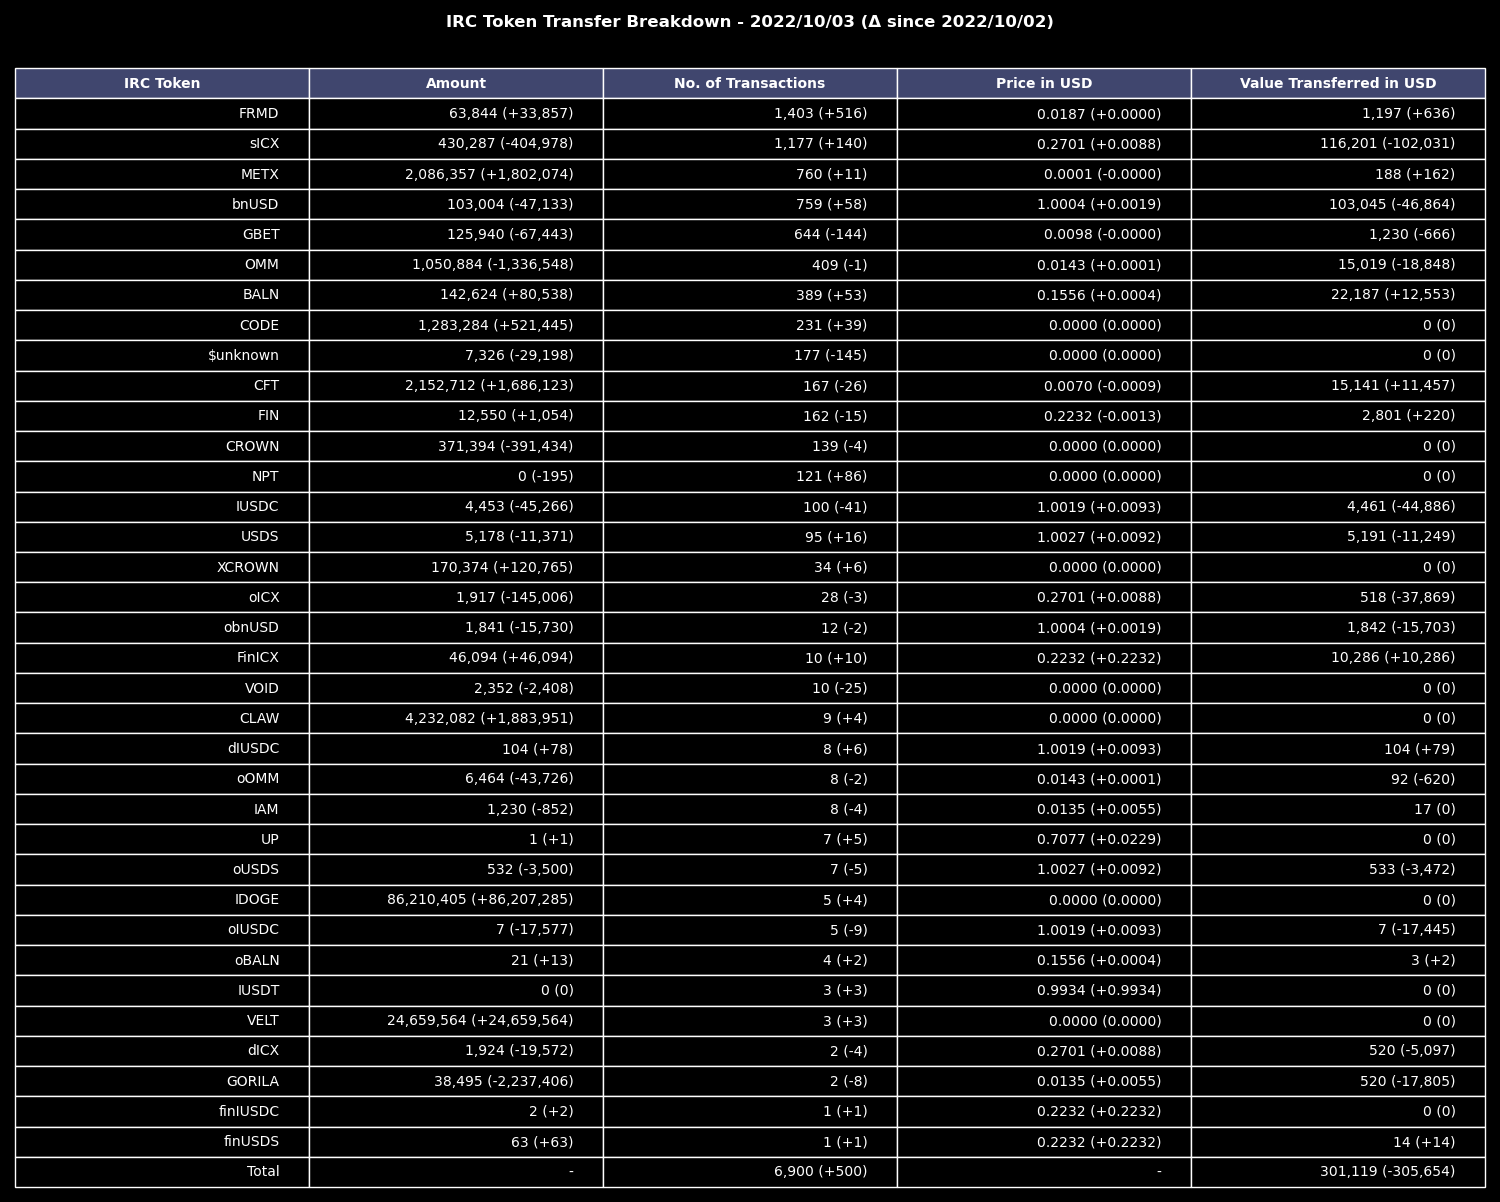 IRC Token Transfer Breakdown - 2022/10/03 (Δ since 2022/10/02)
IRC Token Amount No. of Transactions Price in USD Value Transferred in USD
FRMD 63,844 (+33,857) 1,403 (+516) 0.0187 (+0.0000) 1,197 (+636)
sICX 430,287 (-404,978) 1,177 (+140) 0.2701 (+0.0088) 116,201 (-102,031)
METX 2,086,357 (+1,802,074) 760 (+11) 0.0001 (-0.0000) 188 (+162)
bnUSD 103,004 (-47,133) 759 (+58) 1.0004 (+0.0019) 103,045 (-46,864)
GBET 125,940 (-67,443) 644 (-144) 0.0098 (-0.0000) 1,230 (-666)
OMM 1,050,884 (-1,336,548) 409 (-1) 0.0143 (+0.0001) 15,019 (-18,848)
BALN 142,624 (+80,538) 389 (+53) 0.1556 (+0.0004) 22,187 (+12,553)
CODE 1,283,284 (+521,445) 231 (+39) 0.0000 (0.0000) 0 (0)
$unknown 7,326 (-29,198) 177 (-145) 0.0000 (0.0000) 0 (0)
CFT 2,152,712 (+1,686,123) 167 (-26) 0.0070 (-0.0009) 15,141 (+11,457)
FIN 12,550 (+1,054) 162 (-15) 0.2232 (-0.0013) 2,801 (+220)
CROWN 371,394 (-391,434) 139 (-4) 0.0000 (0.0000) 0 (0)
NPT 0 (-195) 121 (+86) 0.0000 (0.0000) 0 (0)
IUSDC 4,453 (-45,266) 100 (-41) 1.0019 (+0.0093) 4,461 (-44,886)
USDS 5,178 (-11,371) 95 (+16) 1.0027 (+0.0092) 5,191 (-11,249)
XCROWN 170,374 (+120,765) 34 (+6) 0.0000 (0.0000) 0 (0)
oICX 1,917 (-145,006) 28 (-3) 0.2701 (+0.0088) 518 (-37,869)
obnUSD 1,841 (-15,730) 12 (-2) 1.0004 (+0.0019) 1,842 (-15,703)
FinICX 46,094 (+46,094) 10 (+10) 0.2232 (+0.2232) 10,286 (+10,286)
VOID 2,352 (-2,408) 10 (-25) 0.0000 (0.0000) 0 (0)
CLAW 4,232,082 (+1,883,951) 9 (+4) 0.0000 (0.0000) 0 (0)
dIUSDC 104 (+78) 8 (+6) 1.0019 (+0.0093) 104 (+79)
oOMM 6,464 (-43,726) 8 (-2) 0.0143 (+0.0001) 92 (-620)
IAM 1,230 (-852) 8 (-4) 0.0135 (+0.0055) 17 (0)
UP 1 (+1) 7 (+5) 0.7077 (+0.0229) 0 (0)
oUSDS 532 (-3,500) 7 (-5) 1.0027 (+0.0092) 533 (-3,472)
IDOGE 86,210,405 (+86,207,285) 5 (+4) 0.0000 (0.0000) 0 (0)
oIUSDC 7 (-17,577) 5 (-9) 1.0019 (+0.0093) 7 (-17,445)
oBALN 21 (+13) 4 (+2) 0.1556 (+0.0004) 3 (+2)
IUSDT 0 (0) 3 (+3) 0.9934 (+0.9934) 0 (0)
VELT 24,659,564 (+24,659,564) 3 (+3) 0.0000 (0.0000) 0 (0)
dICX 1,924 (-19,572) 2 (-4) 0.2701 (+0.0088) 520 (-5,097)
GORILA 38,495 (-2,237,406) 2 (-8) 0.0135 (+0.0055) 520 (-17,805)
finIUSDC 2 (+2) 1 (+1) 0.2232 (+0.2232) 0 (0)
finUSDS 63 (+63) 1 (+1) 0.2232 (+0.2232) 14 (+14)
Total - 6,900 (+500) - 301,119 (-305,654)